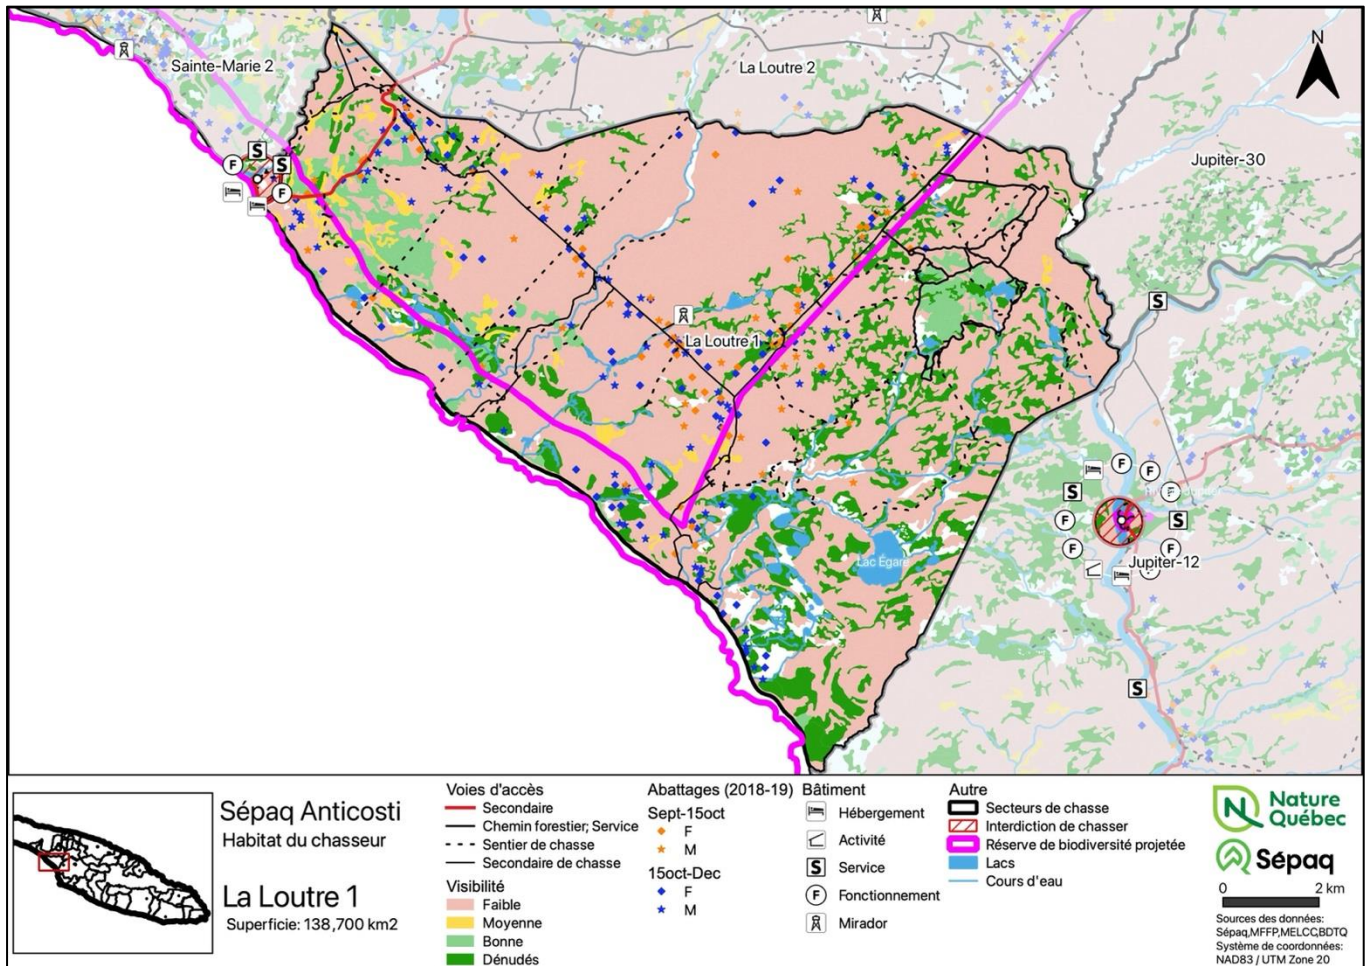 N
Sainte-Marie 2
La Loutre 2
Jupiter-30
S
F
S
F
S
La Loutre 1
F
F
S
F
F
S
F
F
Lac Égaré
Jupiter-12
S
Sépaq Anticosti
Habitat du chasseur
La Loutre 1
Superficie: 138,700 km2
Voies d'accès
Secondaire
Chemin forestier; Service
Sentier de chasse
Secondaire de chasse
Visibilité
Faible
Moyenne
Bonne
Dénudés
Abattages (2018-19)
Sept-15oct
F
M
15oct-Dec
F
M
Bâtiment
Hébergement
Activité
S Service
F Fonctionnement
Mirador
Autre
Secteurs de chasse
Interdiction de chasser
Réserve de biodiversité projetée
Lacs
Cours d'eau
Nature
Québec
Sépaq
0 2 km
Sources des données:
Sépaq,MFFP,MELCC,BDTQ
Système de coordonnées:
NAD83 / UTM Zone 20